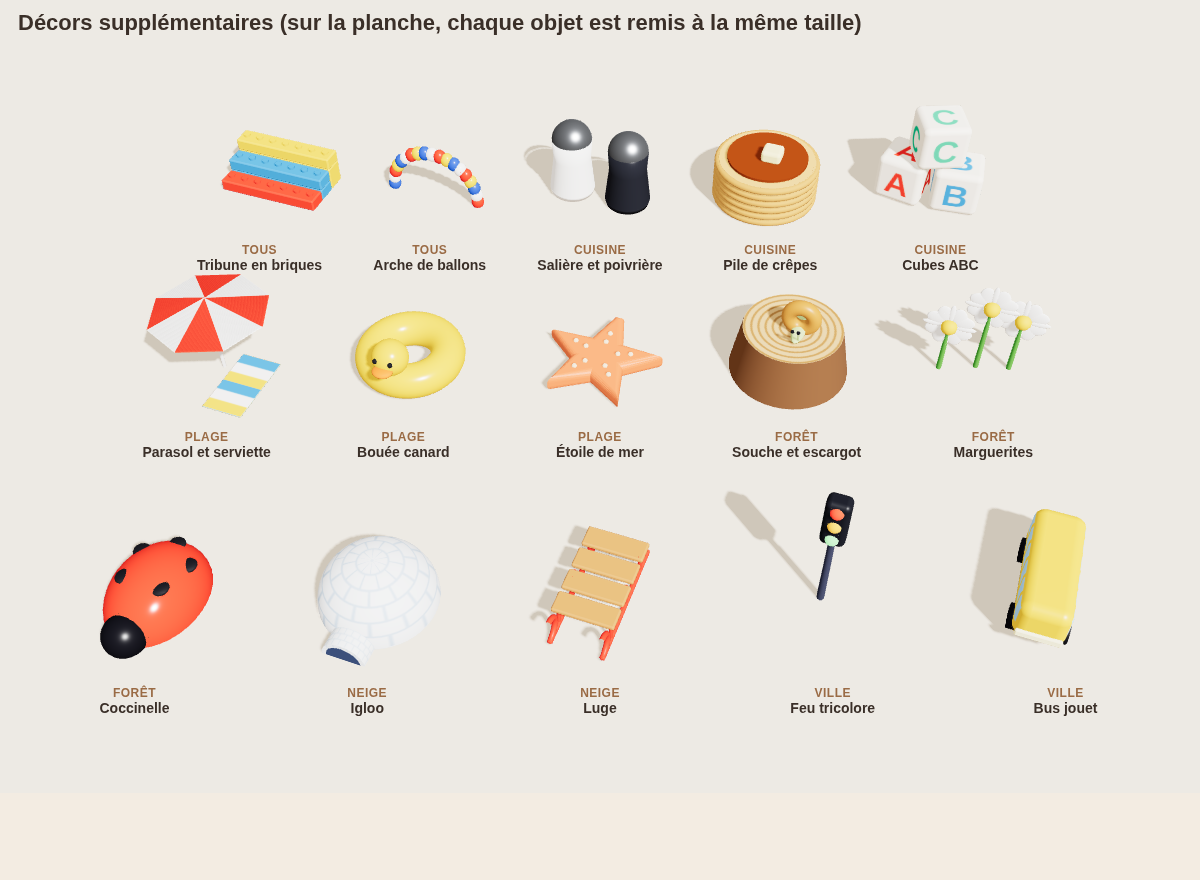 Décors supplémentaires (sur la planche, chaque objet est remis à la même taille)
C
C
A
A
B
B
TOUS
Tribune en briques
TOUS
Arche de ballons
CUISINE
Salière et poivrière
CUISINE
Pile de crêpes
CUISINE
Cubes ABC
PLAGE
Parasol et serviette
PLAGE
Bouée canard
PLAGE
Étoile de mer
FORÊT
Souche et escargot
FORÊT
Marguerites
FORÊT
Coccinelle
NEIGE
Igloo
NEIGE
Luge
VILLE
Feu tricolore
VILLE
Bus jouet